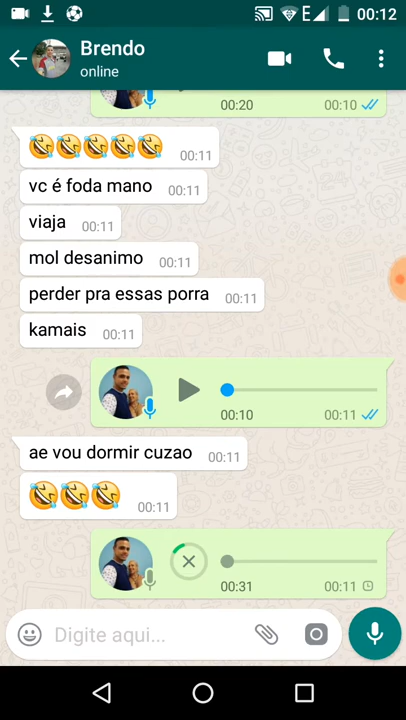 00:12
Brendo
online
00:20 00:10
00:11
vc é foda mano 00:11
viaja 00:11
mol desanimo 00:11
perder pra essas porra 00:11
kamais 00:11
00:10 00:11
ae vou dormir cuzao 00:11
00:11
00:31 00:11
Digite aqui...